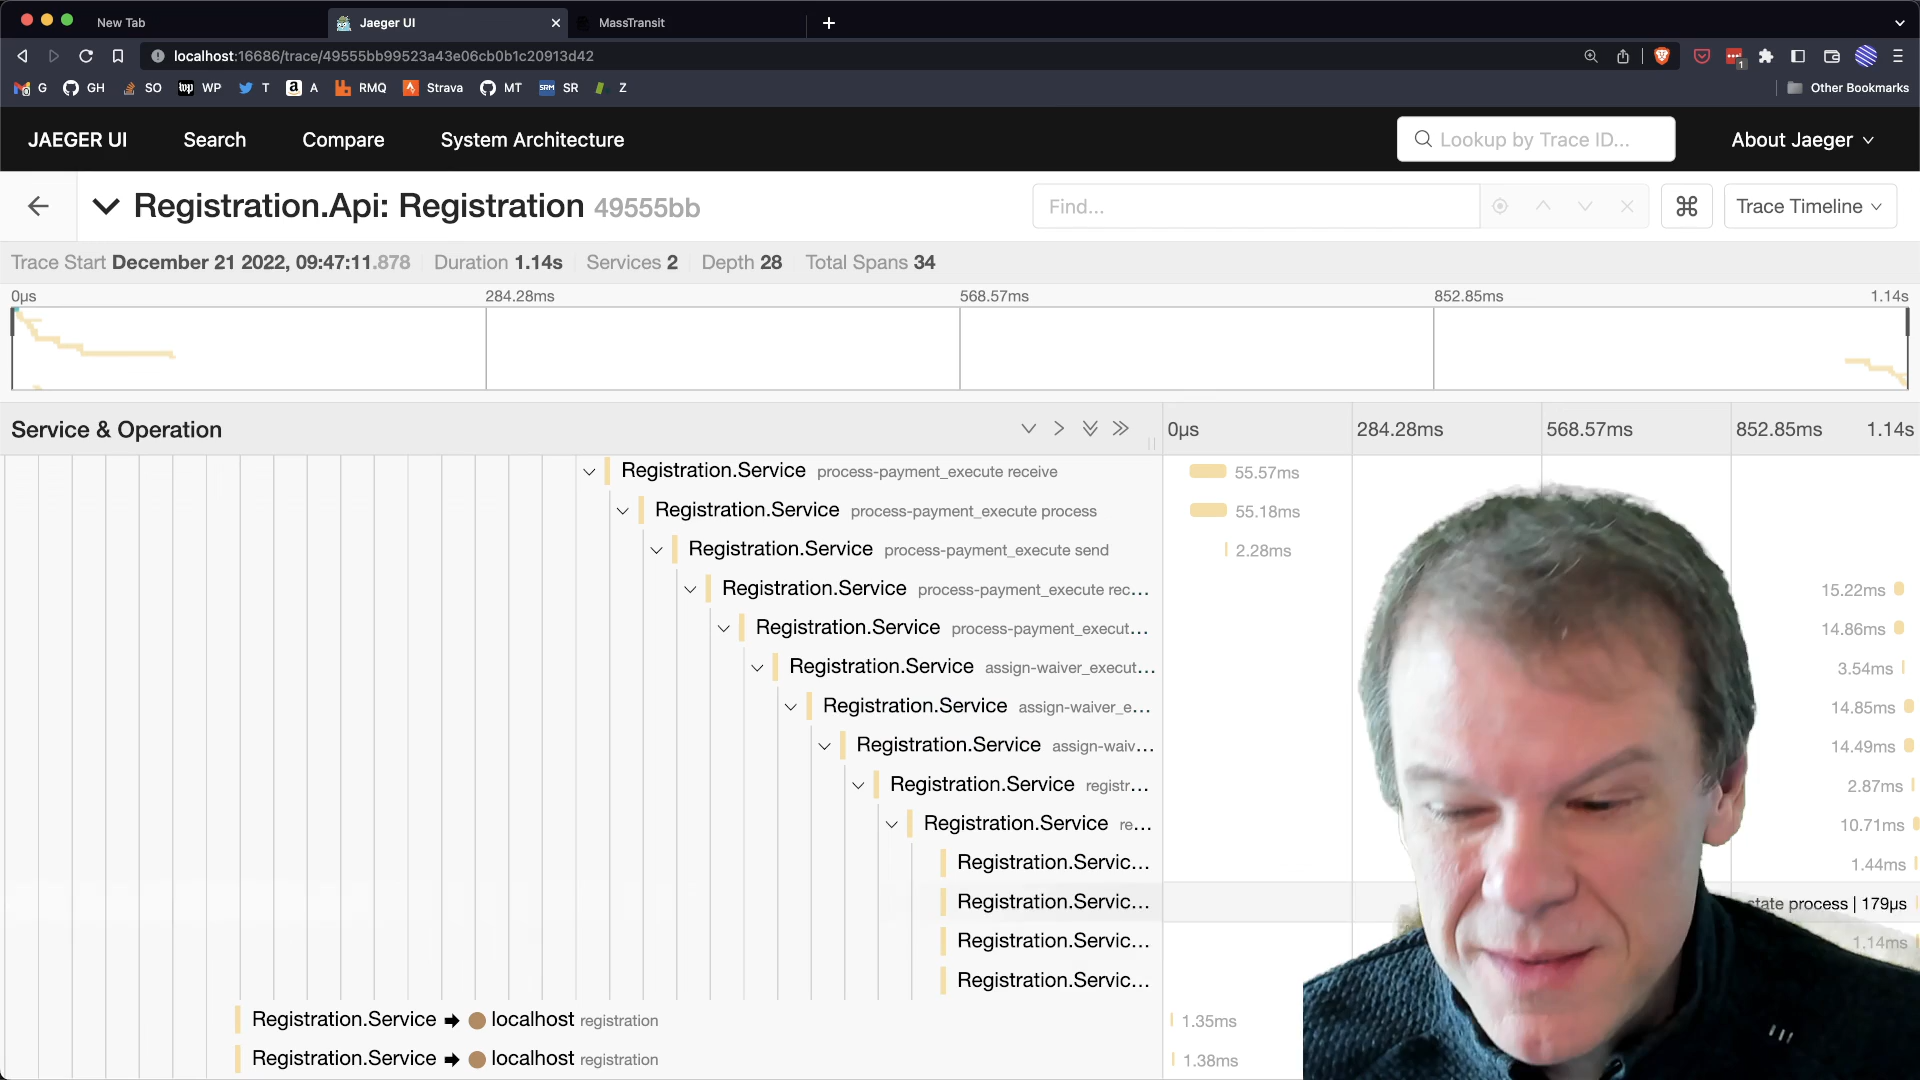 New Tab
Jaeger UI
MassTransit
localhost:16686/trace/49555bb99523a43e06cb0b1c20913d42
1
G GH SO WP T A RMQ Strava MT SR Z
Other Bookmarks
JAEGER UI Search Compare System Architecture
Lookup by Trace ID...
About Jaeger
Registration.Api: Registration 49555bb
Find...
Trace Timeline
Trace Start December 21 2022, 09:47:11.878 Duration 1.14s Services 2 Depth 28 Total Spans 34
0μs 284.28ms 568.57ms 852.85ms 1.14s
Service & Operation 0μs 284.28ms 568.57ms 852.85ms 1.14s
Registration.Service process-payment_execute receive 55.57ms
Registration.Service process-payment_execute process 55.18ms
Registration.Service process-payment_execute send 2.28ms
Registration.Service process-payment_execute rec... 15.22ms
Registration.Service process-payment_execut... 14.86ms
Registration.Service assign-waiver_execut... 3.54ms
Registration.Service assign-waiver_e... 14.85ms
Registration.Service assign-waiv... 14.49ms
Registration.Service registr... 2.87ms
Registration.Service re... 10.71ms
Registration.Servic... 1.44ms
Registration.Servic... state process | 179μs
Registration.Servic... 1.14ms
Registration.Servic...
Registration.Service localhost registration 1.35ms
Registration.Service localhost registration 1.38ms